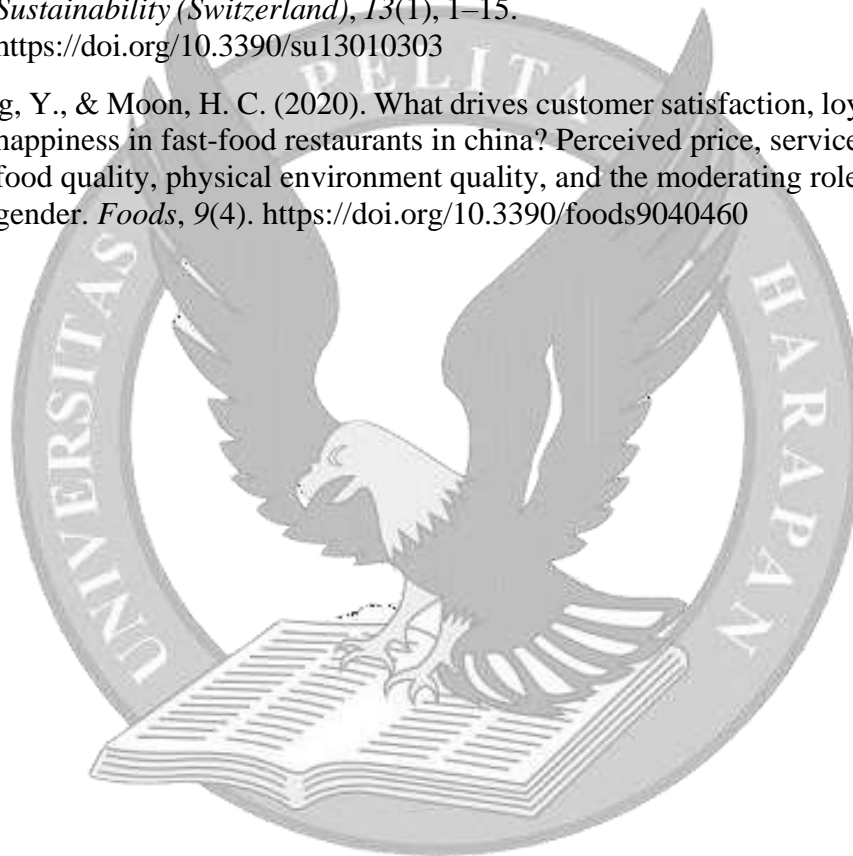 Sustainability (Switzerland), 13(1), 1–15.
https://doi.org/10.3390/su13010303
g, Y., & Moon, H. C. (2020). What drives customer satisfaction, loy
happiness in fast-food restaurants in china? Perceived price, service
food quality, physical environment quality, and the moderating role
gender. Foods, 9(4). https://doi.org/10.3390/foods9040460
UNIVERSITAS PELITA HARAPAN